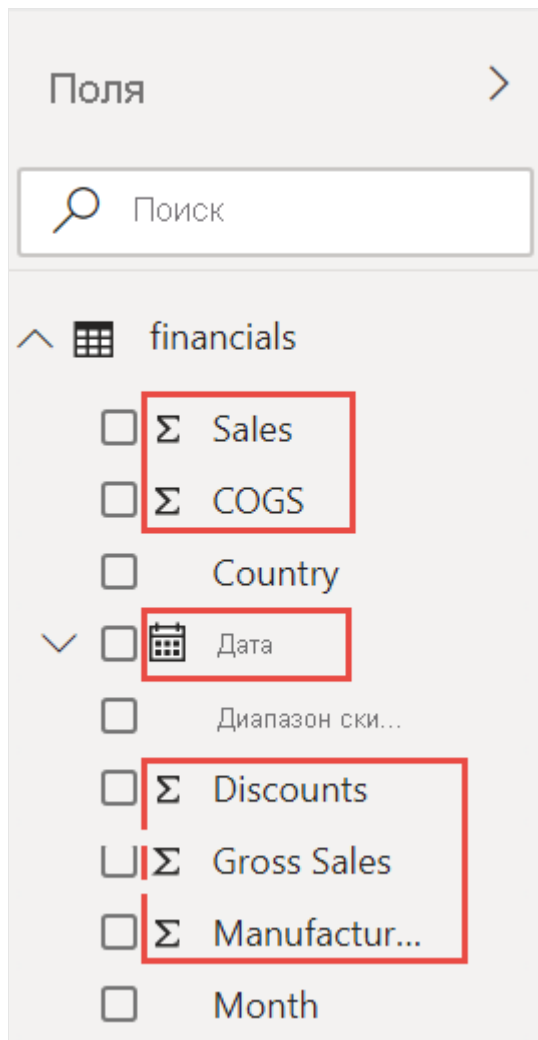 Поля
Поиск
financials
Σ Sales
Σ COGS
Country
Дата
Диапазон ски...
Σ Discounts
Σ Gross Sales
Σ Manufactur...
Month